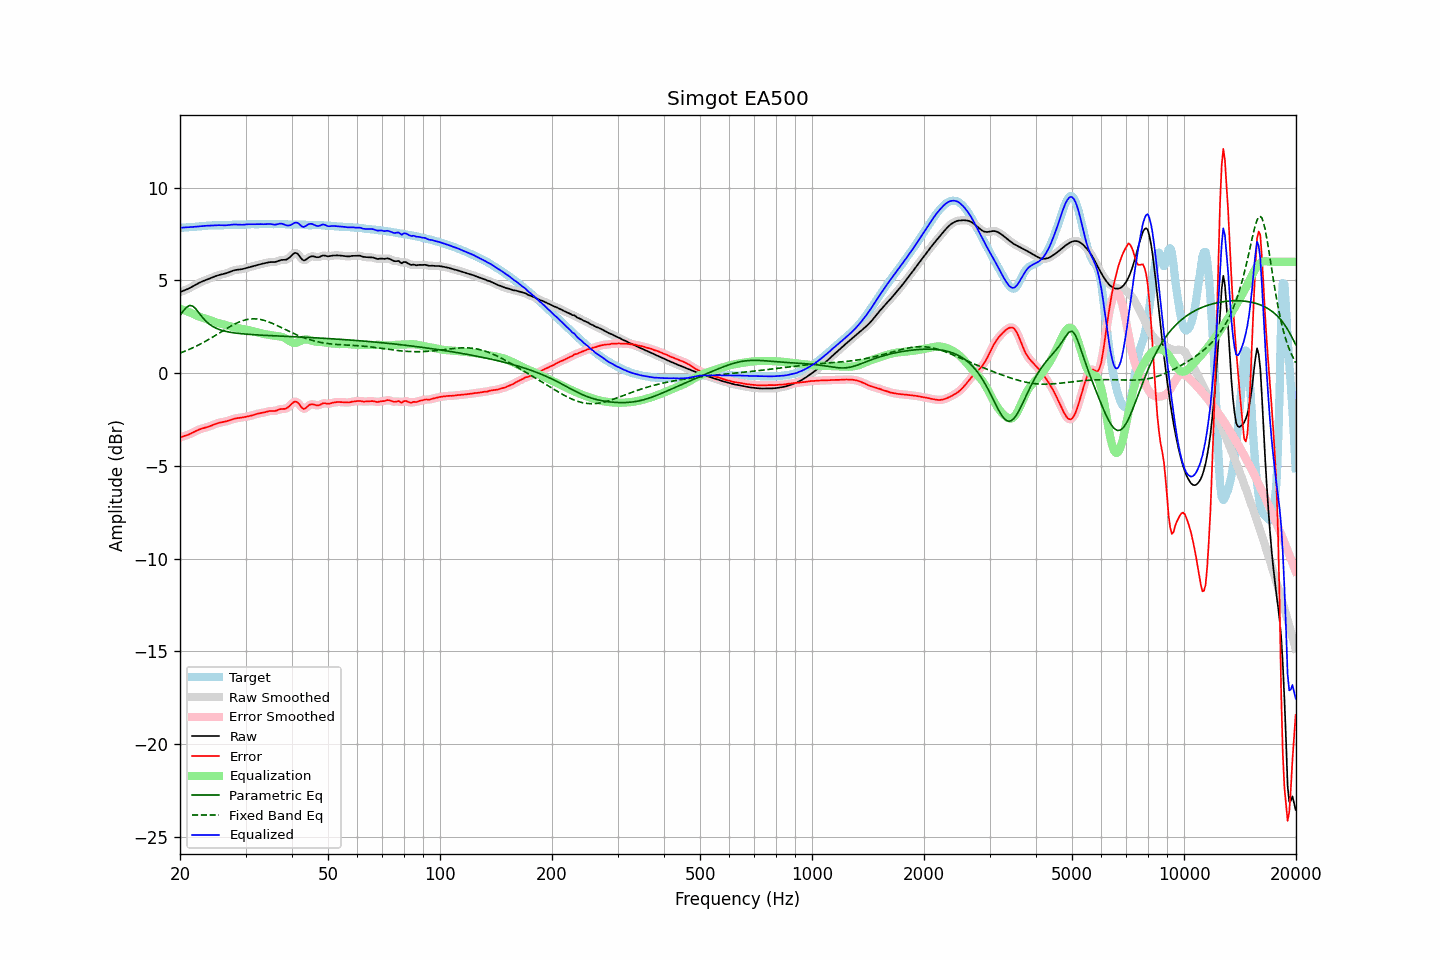 Simgot EA500
Amplitude (dBr)
10
5
0
−5
−10
−15
−20
−25
Target
Raw Smoothed
Error Smoothed
Raw
Error
Equalization
Parametric Eq
Fixed Band Eq
Equalized
20 50 100 200 500 1000 2000 5000 10000 20000
Frequency (Hz)